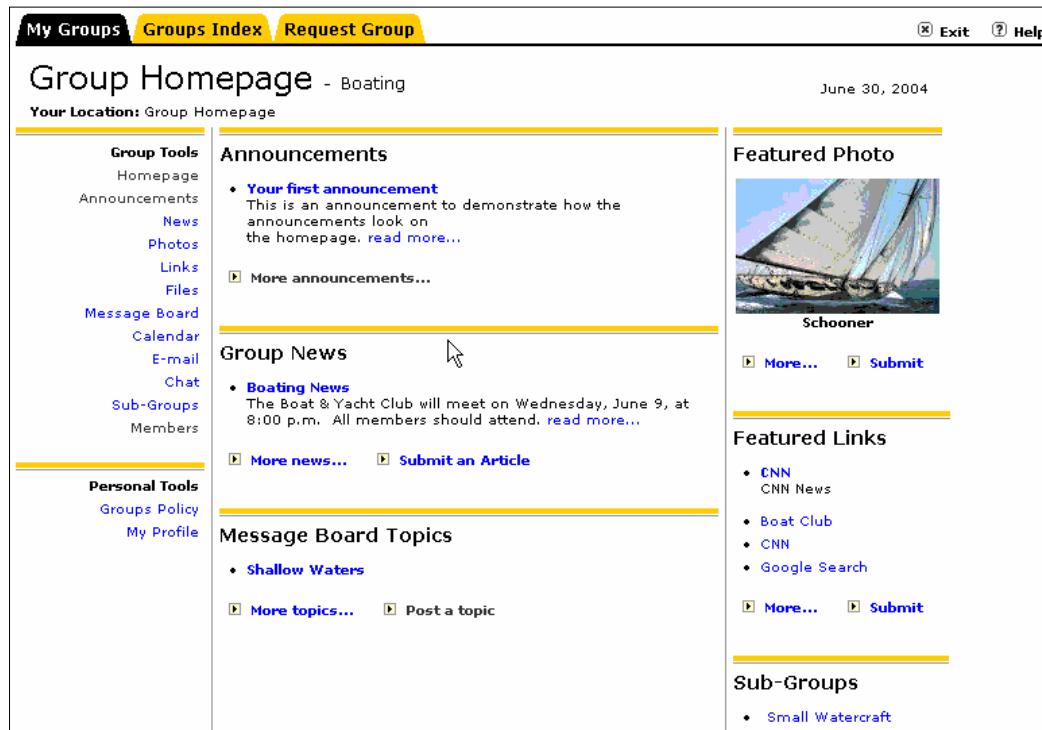 My Groups Groups Index Request Group Exit Help
Group Homepage - Boating
June 30, 2004
Your Location: Group Homepage
Group Tools
Homepage
Announcements
News
Photos
Links
Files
Message Board
Calendar
E-mail
Chat
Sub-Groups
Members
Personal Tools
Groups Policy
My Profile
Announcements
Your first announcement
This is an announcement to demonstrate how the
announcements look on
the homepage. read more...
More announcements...
Group News
Boating News
The Boat & Yacht Club will meet on Wednesday, June 9, at
8:00 p.m. All members should attend. read more...
More news... Submit an Article
Message Board Topics
Shallow Waters
More topics... Post a topic
Featured Photo
Schooner
More... Submit
Featured Links
CNN
CNN News
Boat Club
CNN
Google Search
More... Submit
Sub-Groups
Small Watercraft